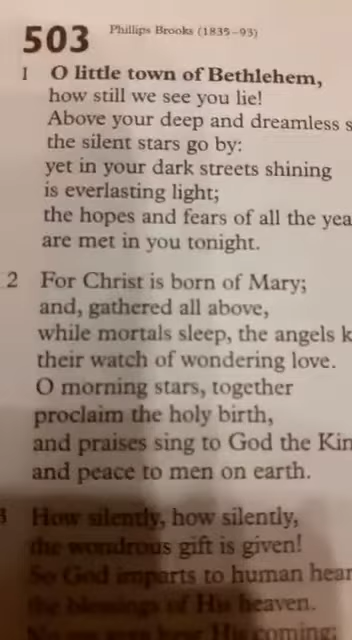 503
Phillips Brooks (1835-93)
1 O little town of Bethlehem,
how still we see you lie!
Above your deep and dreamless s
the silent stars go by:
yet in your dark streets shining
is everlasting light;
the hopes and fears of all the yea
are met in you tonight.
2 For Christ is born of Mary;
and, gathered all above,
while mortals sleep, the angels k
their watch of wondering love.
O morning stars, together
proclaim the holy birth,
and praises sing to God the Kin
and peace to men on earth.
3 How silently, how silently,
the wondrous gift is given!
So God imparts to human hear
the blessings of His heaven.
His coming;